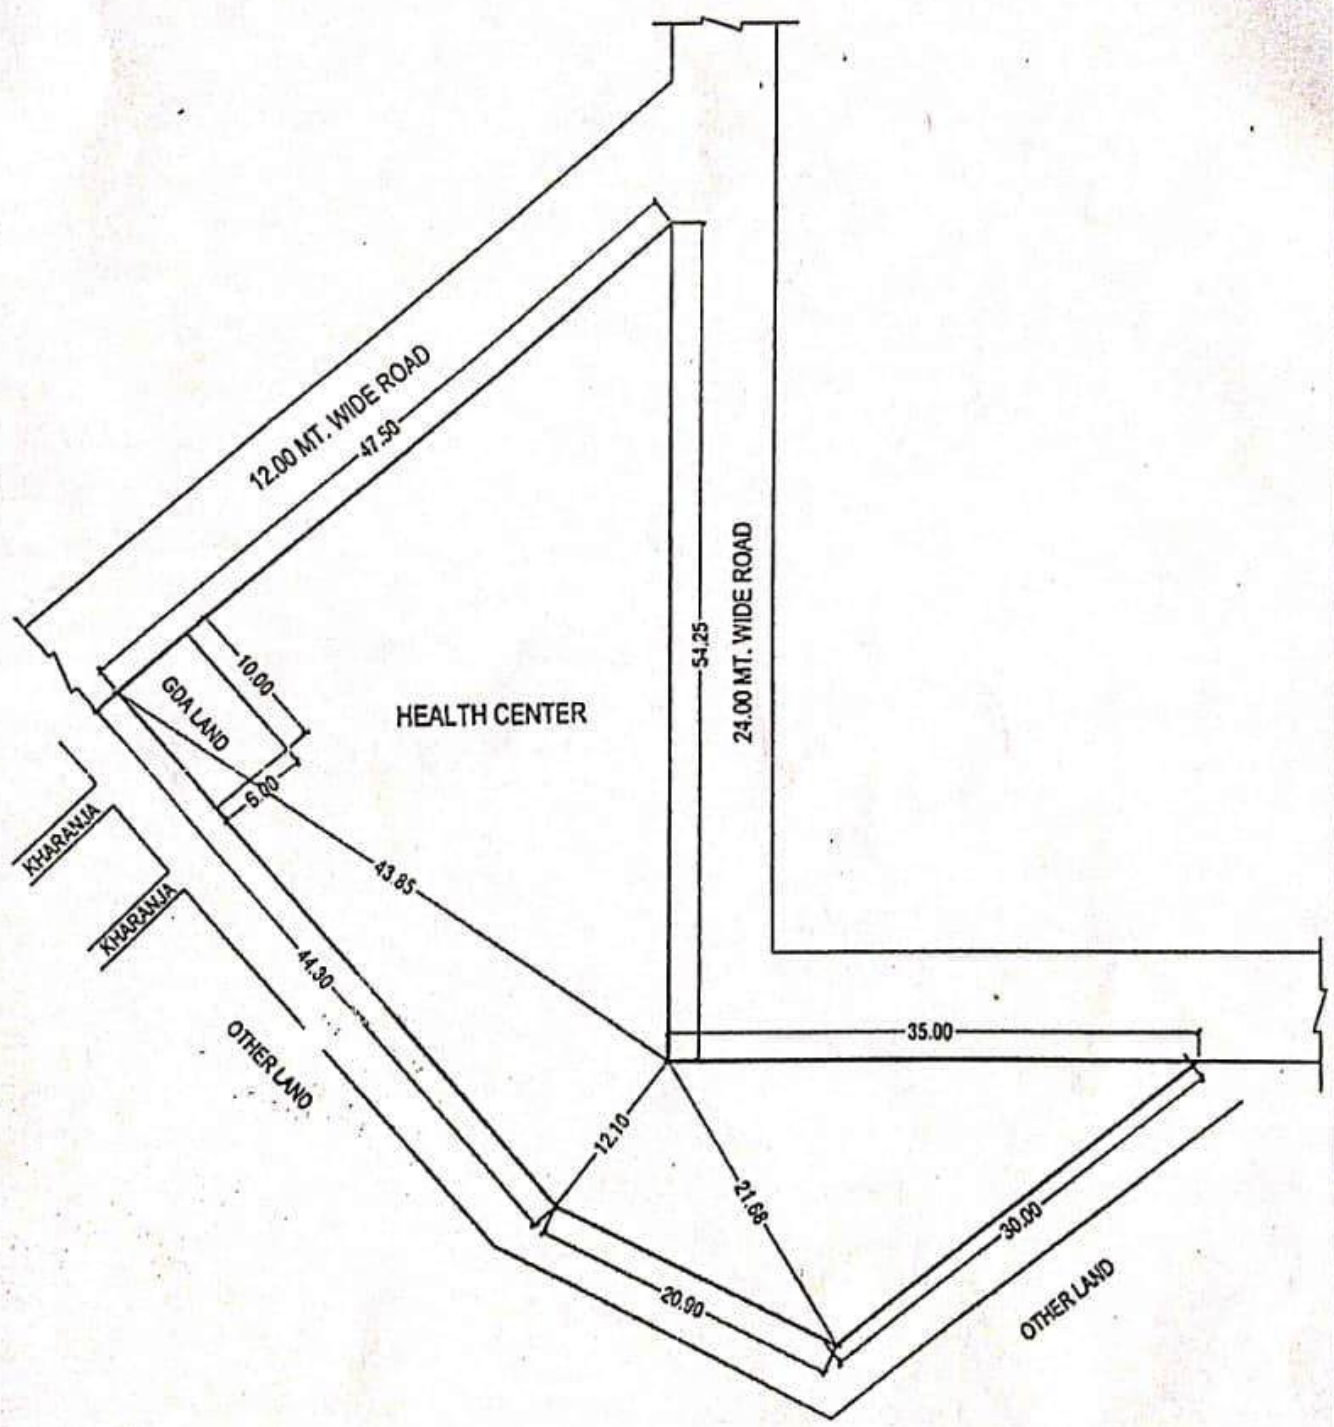 12.00 MT. WIDE ROAD
47.50
54.25
24.00 MT. WIDE ROAD
10.00
GDA LAND
6.00
HEALTH CENTER
43.85
KHARANJA
KHARANJA
44.30
OTHER LAND
35.00
12.10
21.68
30.00
20.90
OTHER LAND